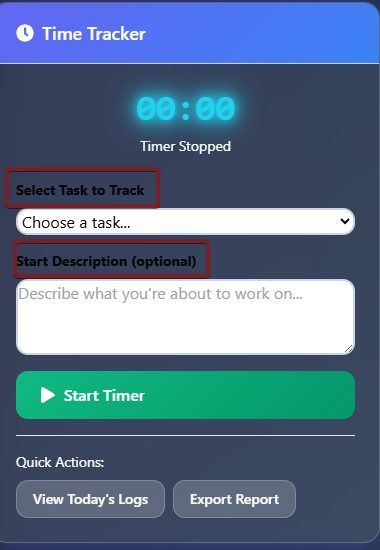 Time Tracker
00:00
Timer Stopped
Select Task to Track
Choose a task...
Start Description (optional)
Describe what you're about to work on...
Start Timer
Quick Actions:
View Today's Logs
Export Report